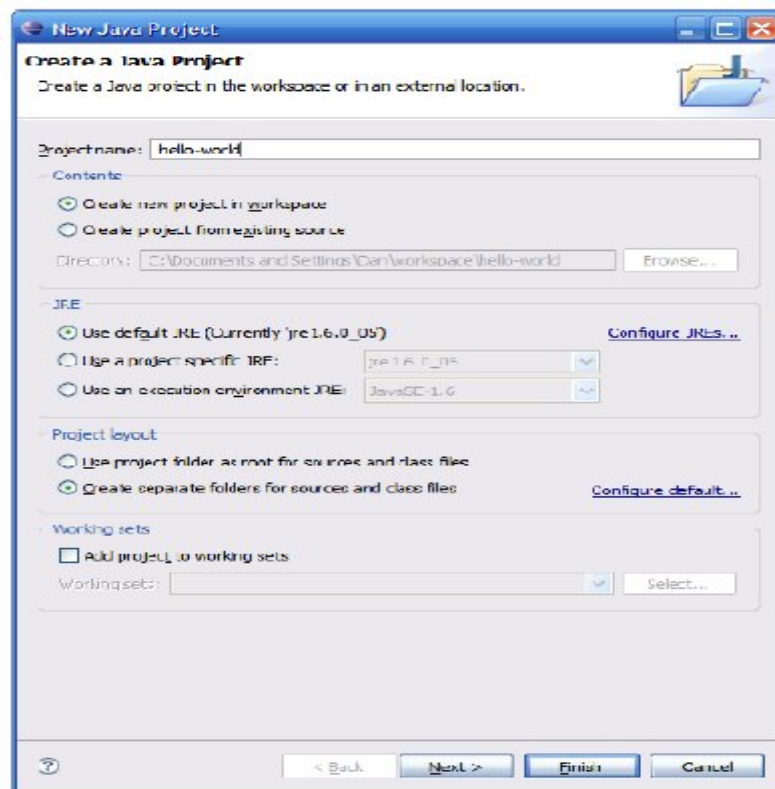 New Java Project
Create a Java Project
Create a Java project in the workspace or in an external location.
Project name: hello-world
Contents
Create new project in workspace
Create project from existing source
Directory: C:\Documents and Settings\Dan\workspace\hello-world Browse...
JRE
Use default JRE (Currently 'jre1.6.0_05') Configure JREs...
Use a project specific JRE: jre1.6.0_05
Use an execution environment JRE: JavaSE-1.6
Project layout
Use project folder as root for sources and class files
Create separate folders for sources and class files Configure default...
Working sets
Add project to working sets
Working sets: Select...
? < Back Next > Finish Cancel